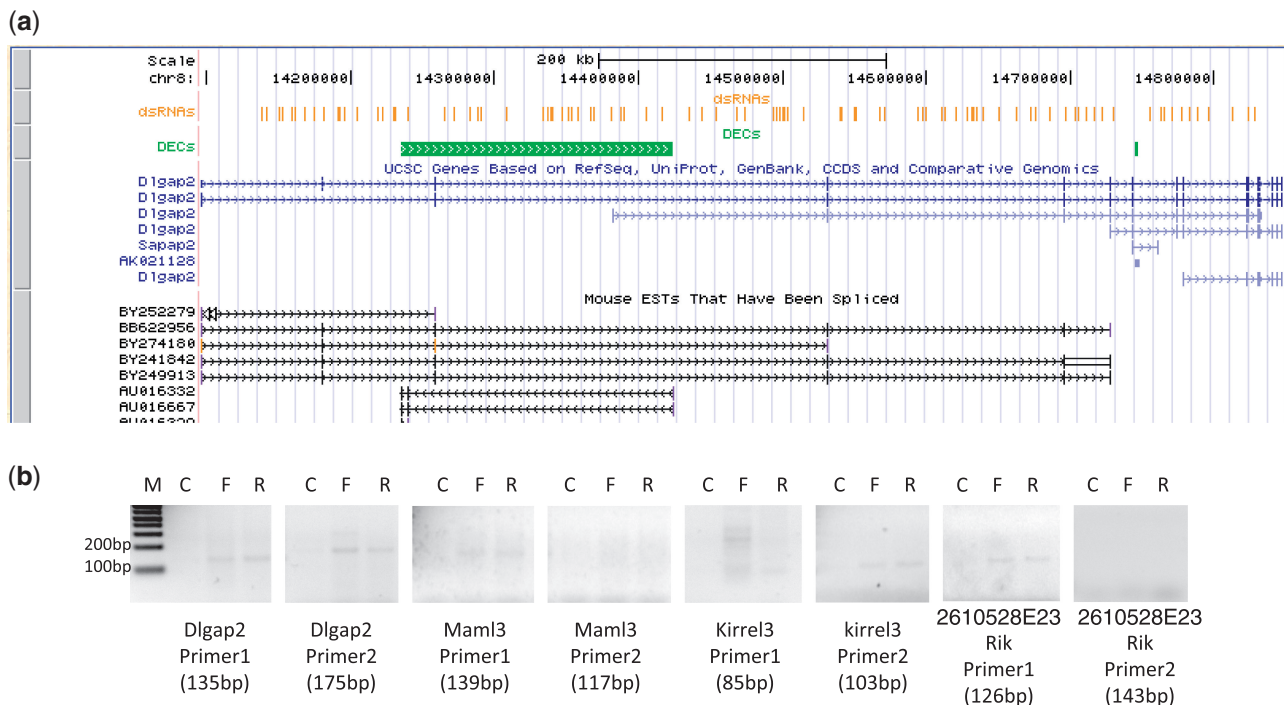 (a)
Scale 200 kb
chr8: 14200000 14300000 14400000 14500000 14600000 14700000 14800000
dsRNAs
dsRNAs
DECs
DECs
UCSC Genes Based on RefSeq, UniProt, GenBank, CCDS and Comparative Genomics
Dlgap2
Dlgap2
Dlgap2
Dlgap2
Sapap2
AK021128
Dlgap2
Mouse ESTs That Have Been Spliced
BY252279
BB622956
BY274180
BY241842
BY249913
AU016332
AU016667
(b)
M C F R C F R C F R C F R C F R C F R C F R C F R
200bp
100bp
Dlgap2 Primer1 (135bp)
Dlgap2 Primer2 (175bp)
Maml3 Primer1 (139bp)
Maml3 Primer2 (117bp)
Kirrel3 Primer1 (85bp)
kirrel3 Primer2 (103bp)
2610528E23 Rik Primer1 (126bp)
2610528E23 Rik Primer2 (143bp)